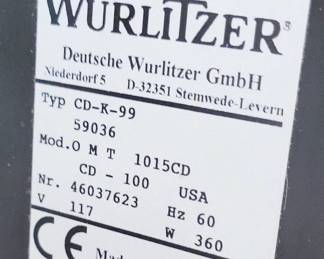 WURLITZER®
Deutsche Wurlitzer GmbH
Niederdorf 5 D-32351 Stemwede-Levern
Typ CD-K-99
59036
Mod. O M T 1015CD
CD - 100 USA
Nr. 46037623 Hz 60
V 117 W 360
CE Made